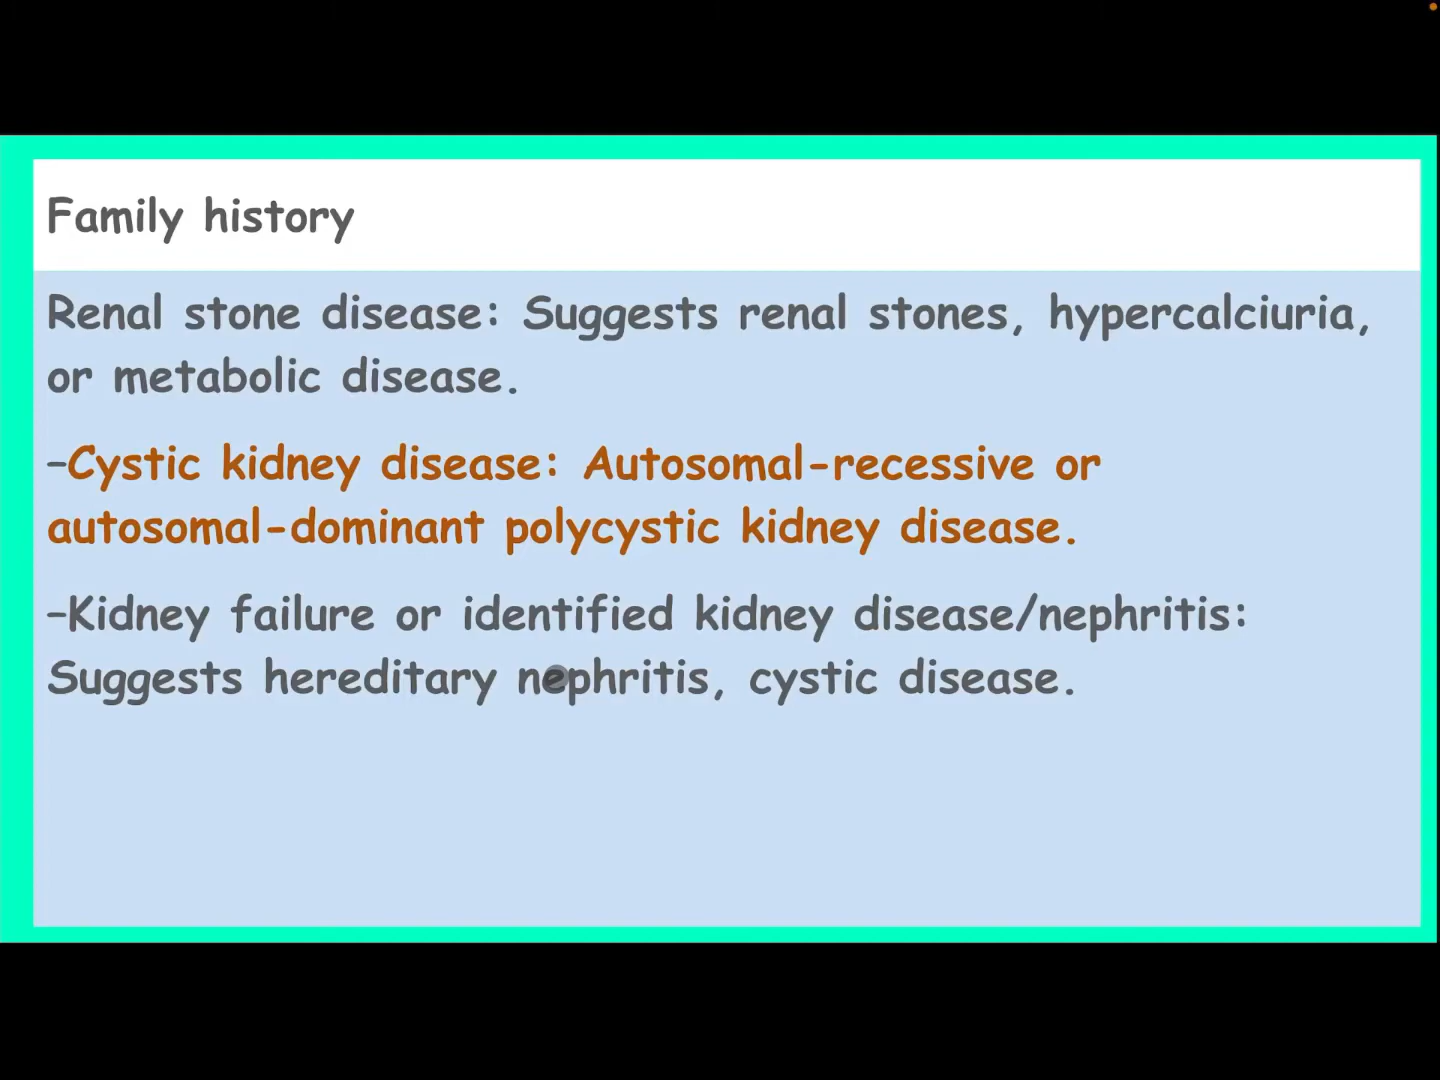 Family history
Renal stone disease: Suggests renal stones, hypercalciuria,
or metabolic disease.
–Cystic kidney disease: Autosomal-recessive or
autosomal-dominant polycystic kidney disease.
–Kidney failure or identified kidney disease/nephritis:
Suggests hereditary nephritis, cystic disease.